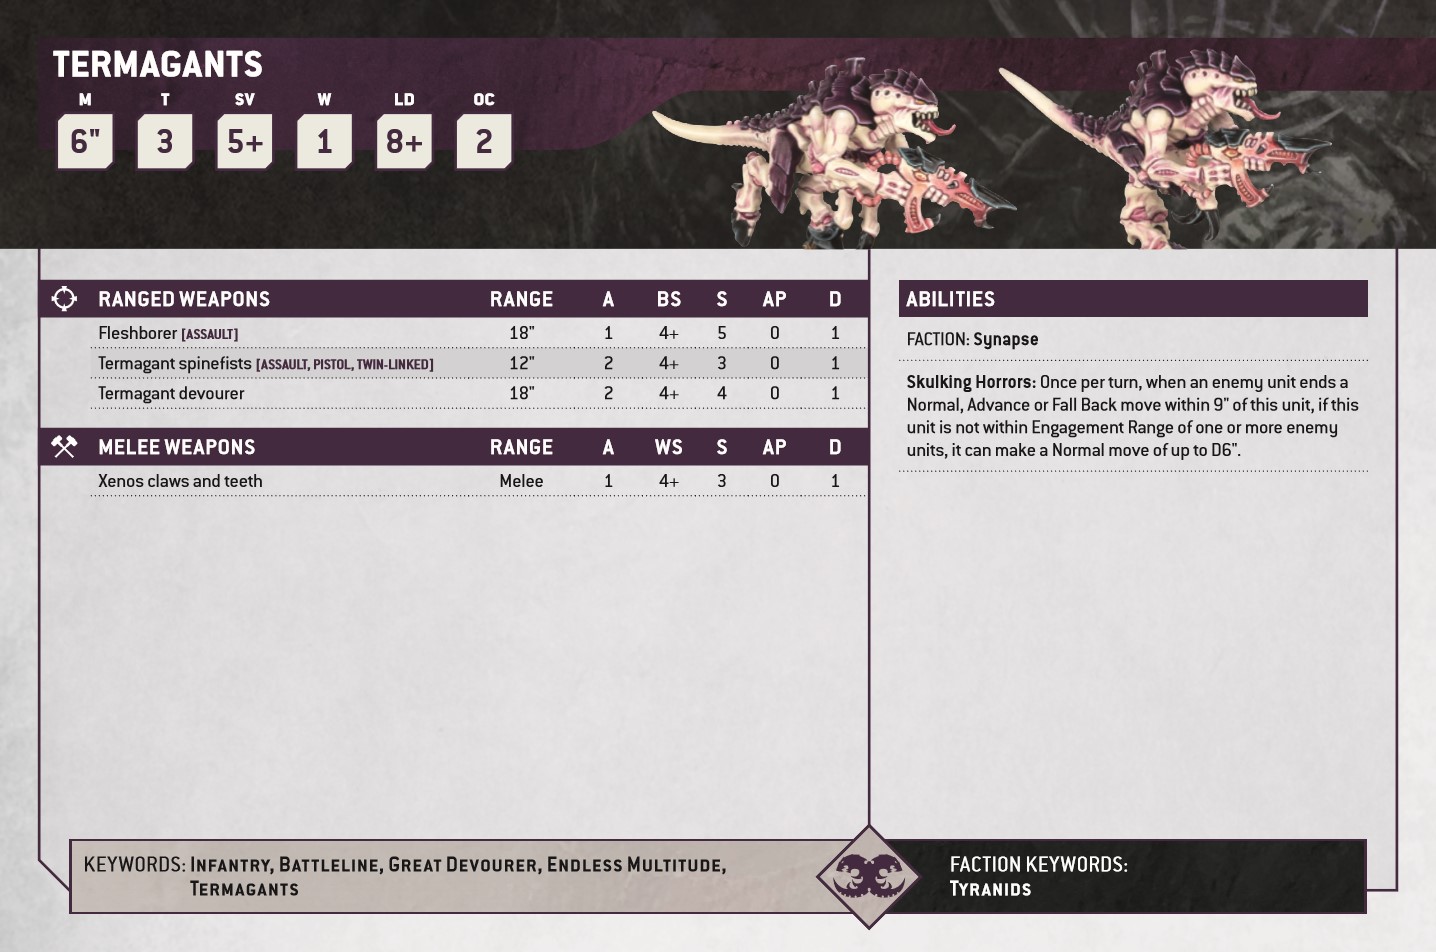 TERMAGANTS
M T SV W LD OC
6" 3 5+ 1 8+ 2
RANGED WEAPONS RANGE A BS S AP D
Fleshborer [ASSAULT] 18" 1 4+ 5 0 1
Termagant spinefists [ASSAULT, PISTOL, TWIN-LINKED] 12" 2 4+ 3 0 1
Termagant devourer 18" 2 4+ 4 0 1
MELEE WEAPONS RANGE A WS S AP D
Xenos claws and teeth Melee 1 4+ 3 0 1
ABILITIES
FACTION: Synapse
Skulking Horrors: Once per turn, when an enemy unit ends a
Normal, Advance or Fall Back move within 9" of this unit, if this
unit is not within Engagement Range of one or more enemy
units, it can make a Normal move of up to D6".
KEYWORDS: INFANTRY, BATTLELINE, GREAT DEVOURER, ENDLESS MULTITUDE,
TERMAGANTS
FACTION KEYWORDS:
TYRANIDS